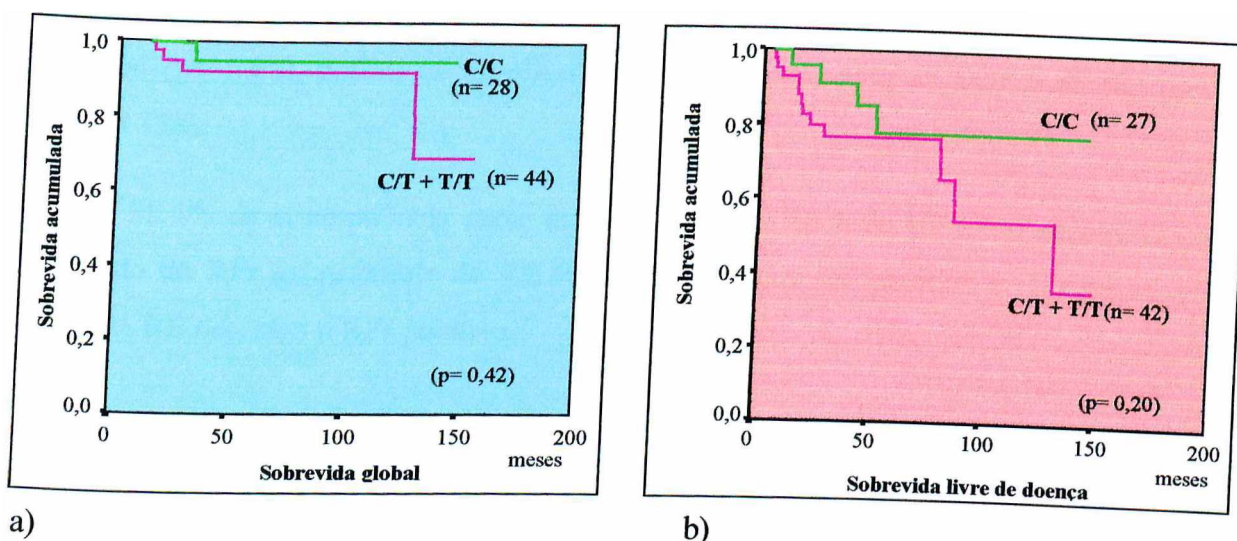 Sobrevida acumulada
1,0
0,8
0,6
0,4
0,2
0,0
C/C
(n= 28)
C/T + T/T (n= 44)
(p= 0,42)
0 50 100 150 200
meses
Sobrevida global
a)
Sobrevida acumulada
1,0
0,8
0,6
0,4
0,2
0,0
C/C (n= 27)
C/T + T/T(n= 42)
(p= 0,20)
0 50 100 150 200
meses
Sobrevida livre de doença
b)